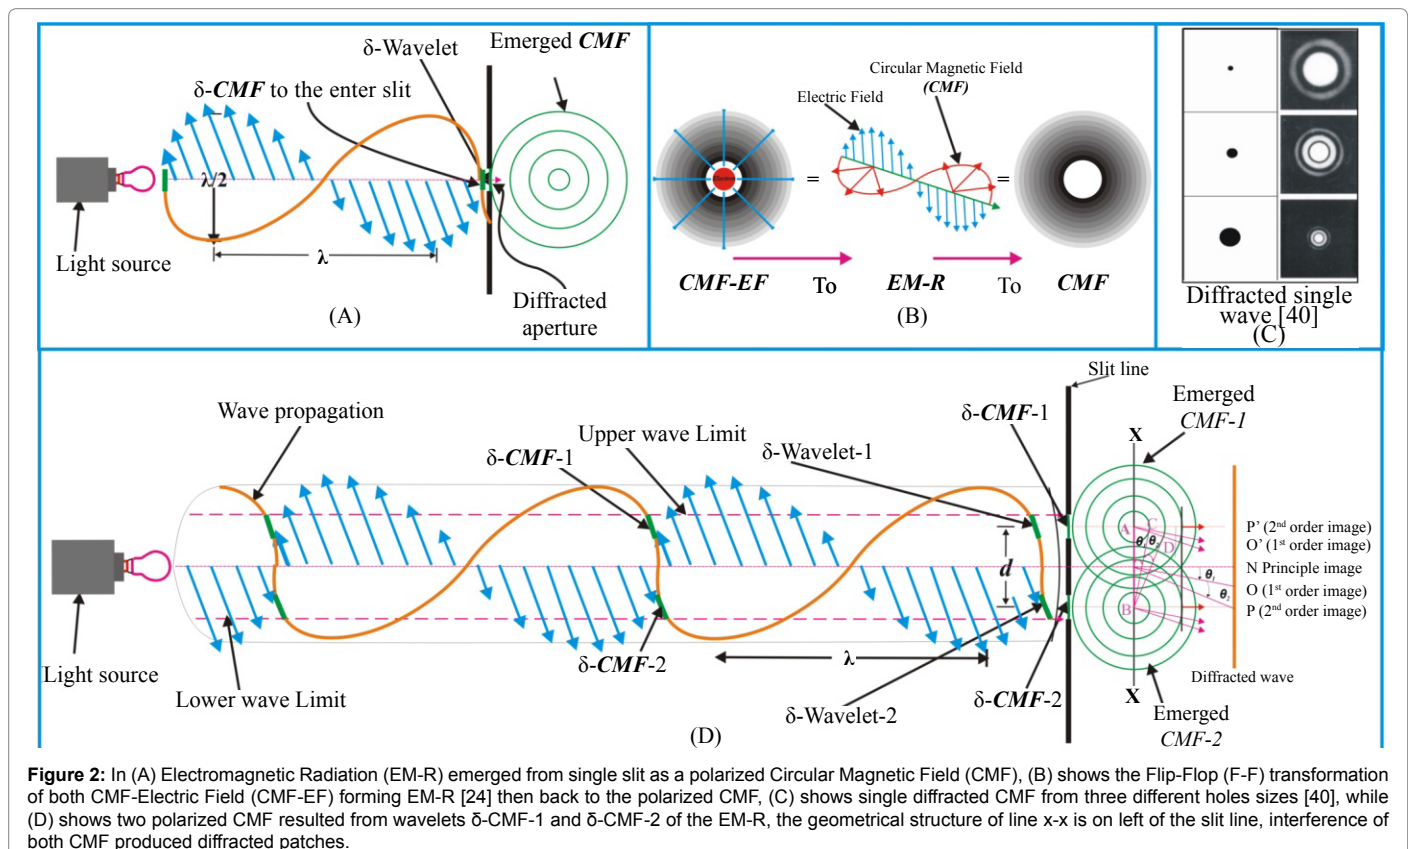 δ-Wavelet
Emerged CMF
δ-CMF to the enter slit
λ/2
λ
Light source
Diffracted
aperture
(A)
Circular Magnetic Field
(CMF)
Electric Field
Electron
=
=
CMF-EF
To
EM-R
To
CMF
(B)
Diffracted single
wave [40]
(C)
Slit line
Wave propagation
Upper wave Limit
δ-CMF-1
δ-Wavelet-1
δ-CMF-1
Emerged
CMF-1
X
A
C
D
B
θ₁
θ₂
θ₁
θ₂
d
P' (2nd order image)
O' (1st order image)
N Principle image
O (1st order image)
P (2nd order image)
Light source
Lower wave Limit
δ-CMF-2
λ
δ-Wavelet-2
δ-CMF-2
X
Diffracted wave
Emerged
CMF-2
(D)
Figure 2: In (A) Electromagnetic Radiation (EM-R) emerged from single slit as a polarized Circular Magnetic Field (CMF), (B) shows the Flip-Flop (F-F) transformation
of both CMF-Electric Field (CMF-EF) forming EM-R [24] then back to the polarized CMF, (C) shows single diffracted CMF from three different holes sizes [40], while
(D) shows two polarized CMF resulted from wavelets δ-CMF-1 and δ-CMF-2 of the EM-R, the geometrical structure of line x-x is on left of the slit line, interference of
both CMF produced diffracted patches.